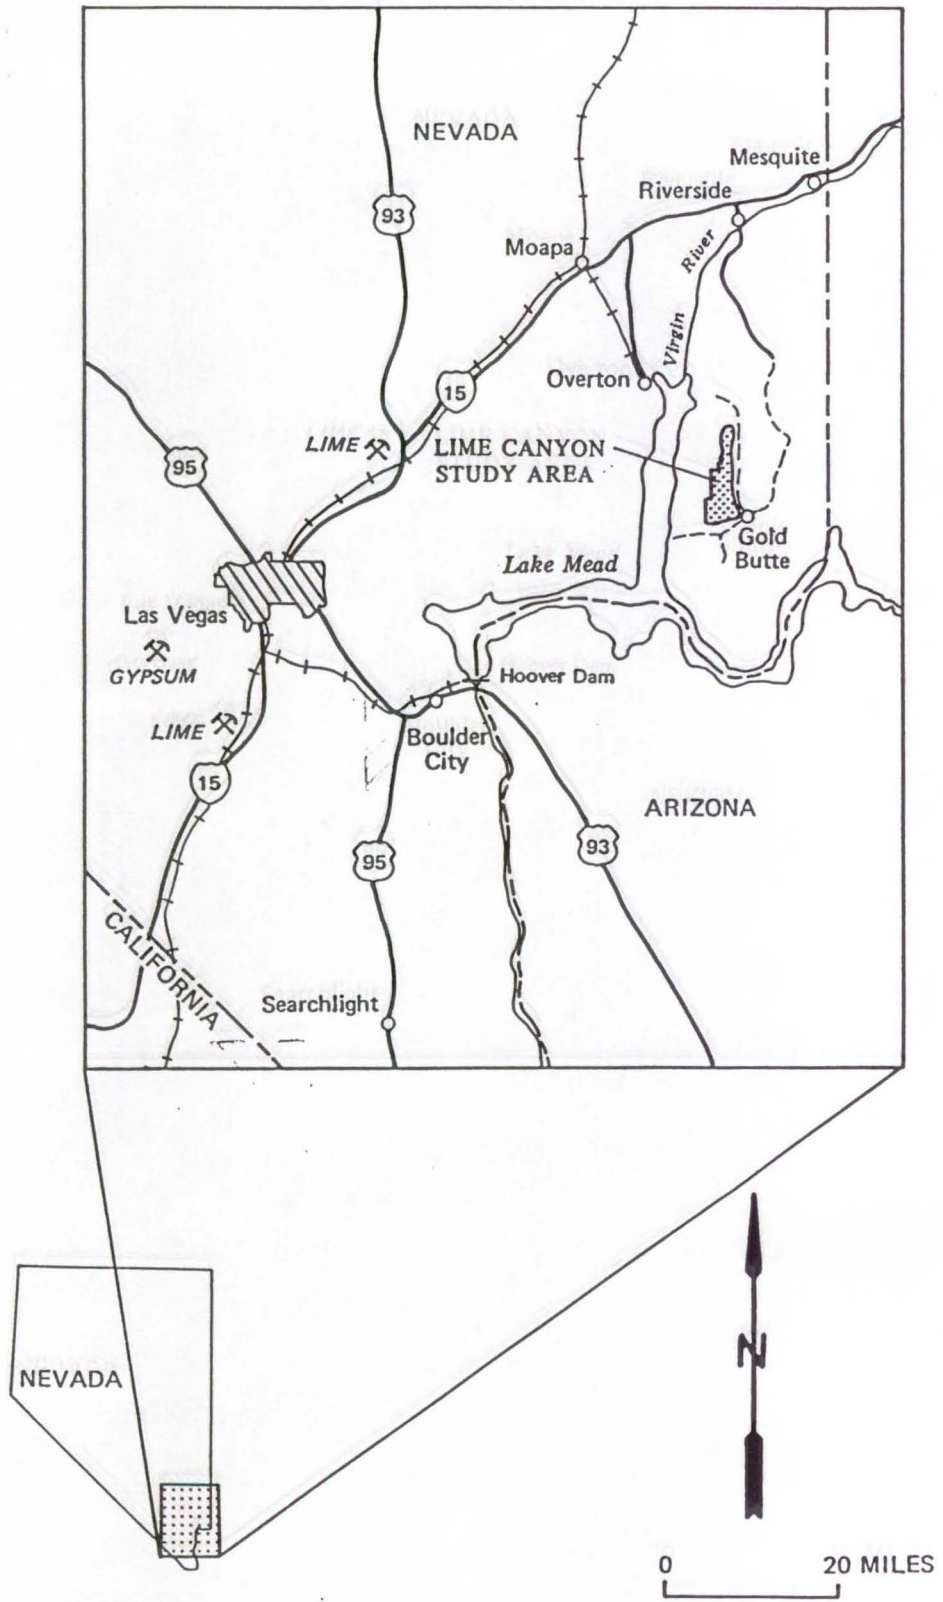 NEVADA
Mesquite
Riverside
93
Moapa
River
Virgin
15
Overton
LIME
LIME CANYON
STUDY AREA
95
Gold
Butte
Lake Mead
Las Vegas
GYPSUM
Hoover Dam
LIME
Boulder
City
15
ARIZONA
95
93
CALIFORNIA
Searchlight
NEVADA
N
0 20 MILES